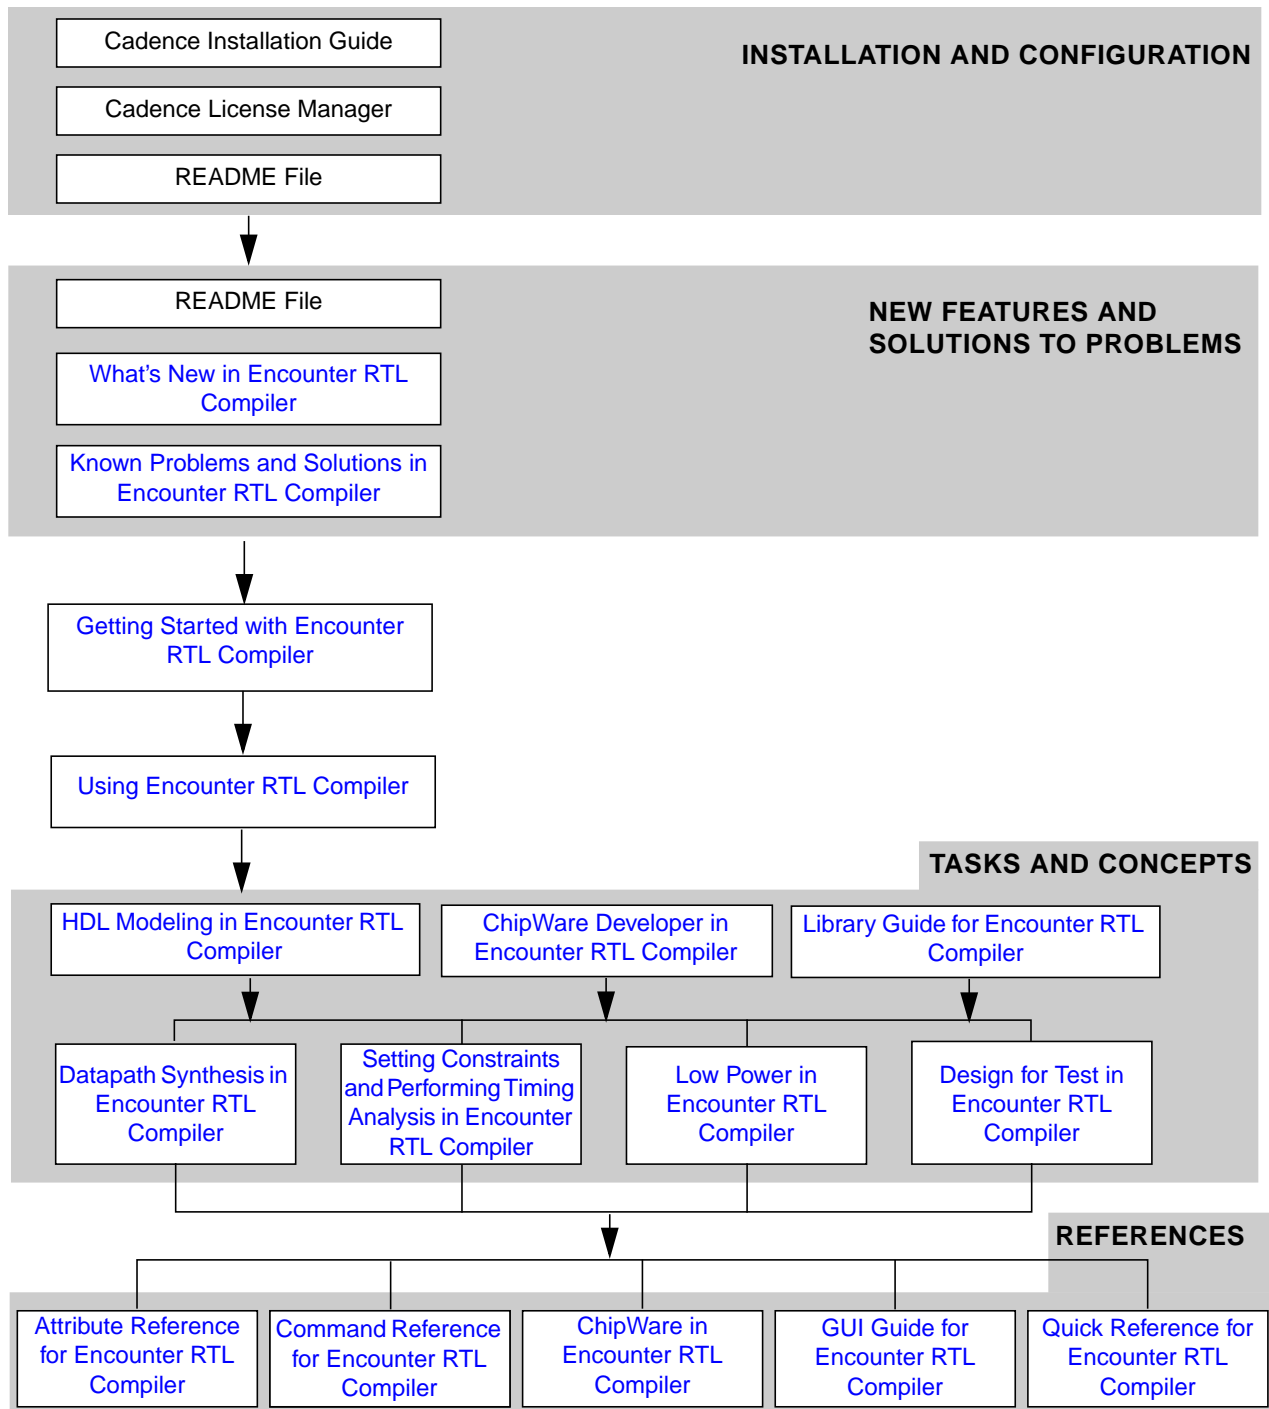 Cadence Installation Guide
INSTALLATION AND CONFIGURATION
Cadence License Manager
README File
README File
NEW FEATURES AND
SOLUTIONS TO PROBLEMS
What's New in Encounter RTL
Compiler
Known Problems and Solutions in
Encounter RTL Compiler
Getting Started with Encounter
RTL Compiler
Using Encounter RTL Compiler
TASKS AND CONCEPTS
HDL Modeling in Encounter RTL
Compiler
ChipWare Developer in
Encounter RTL Compiler
Library Guide for Encounter RTL
Compiler
Datapath Synthesis in
Encounter RTL
Compiler
Setting Constraints
and Performing Timing
Analysis in Encounter
RTL Compiler
Low Power in
Encounter RTL
Compiler
Design for Test in
Encounter RTL
Compiler
REFERENCES
Attribute Reference
for Encounter RTL
Compiler
Command Reference
for Encounter RTL
Compiler
ChipWare in
Encounter RTL
Compiler
GUI Guide for
Encounter RTL
Compiler
Quick Reference for
Encounter RTL
Compiler